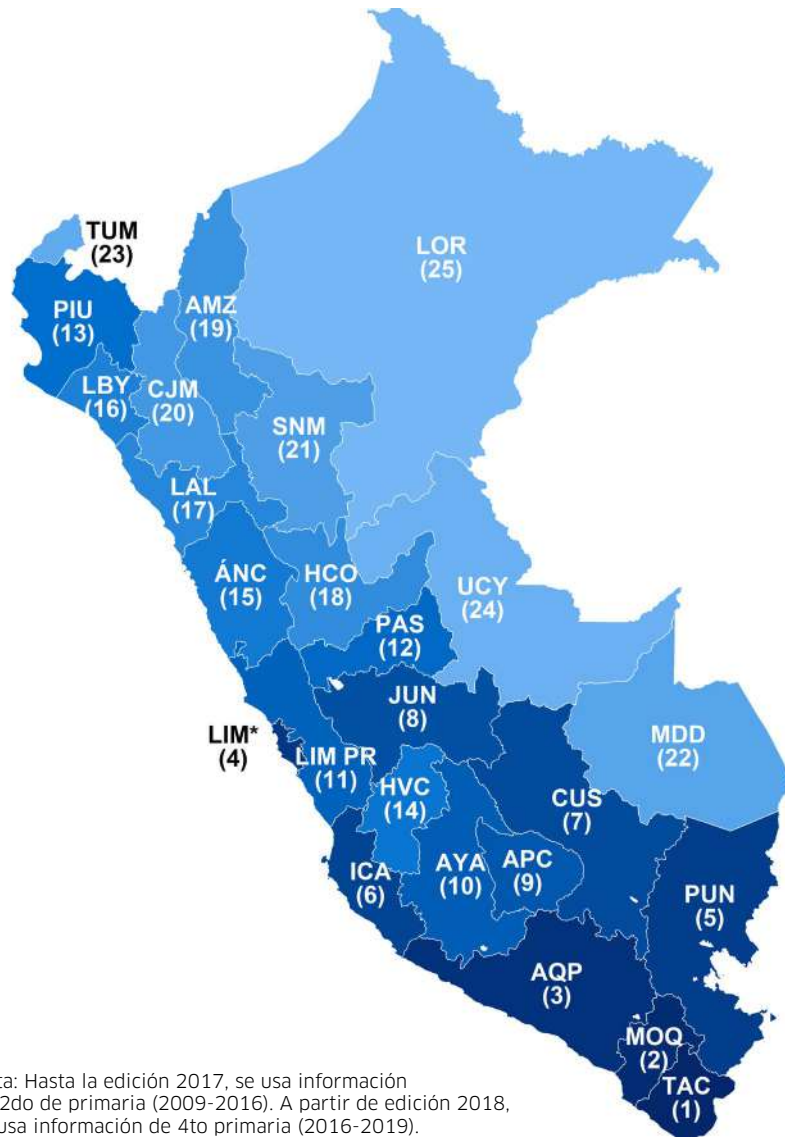 TUM
(23)
LOR
(25)
PIU
(13)
AMZ
(19)
LBY
(16)
CJM
(20)
SNM
(21)
LAL
(17)
ÁNC
(15)
HCO
(18)
UCY
(24)
PAS
(12)
JUN
(8)
LIM*
(4)
LIM PR
(11)
MDD
(22)
HVC
(14)
CUS
(7)
ICA
(6)
AYA
(10)
APC
(9)
PUN
(5)
AQP
(3)
MOQ
(2)
TAC
(1)
ta: Hasta la edición 2017, se usa información
2do de primaria (2009-2016). A partir de edición 2018,
usa información de 4to primaria (2016-2019).